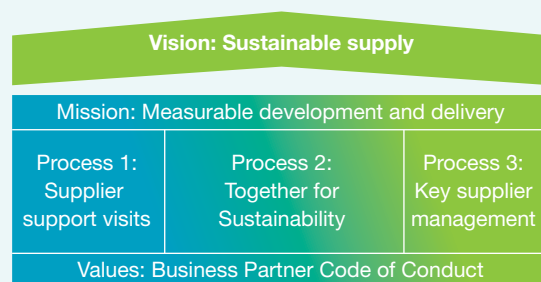 Vision: Sustainable supply
Mission: Measurable development and delivery
Process 1:
Supplier
support visits
Process 2:
Together for
Sustainability
Process 3:
Key supplier
management
Values: Business Partner Code of Conduct